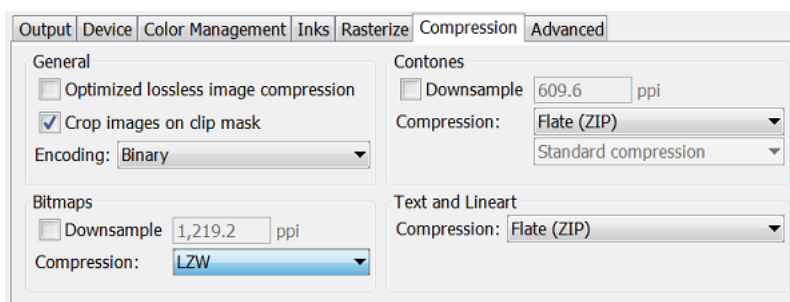 Output Device Color Management Inks Rasterize Compression Advanced
General
Optimized lossless image compression
Crop images on clip mask
Encoding: Binary
Contones
Downsample 609.6 ppi
Compression: Flate (ZIP)
Standard compression
Bitmaps
Downsample 1,219.2 ppi
Compression: LZW
Text and Lineart
Compression: Flate (ZIP)